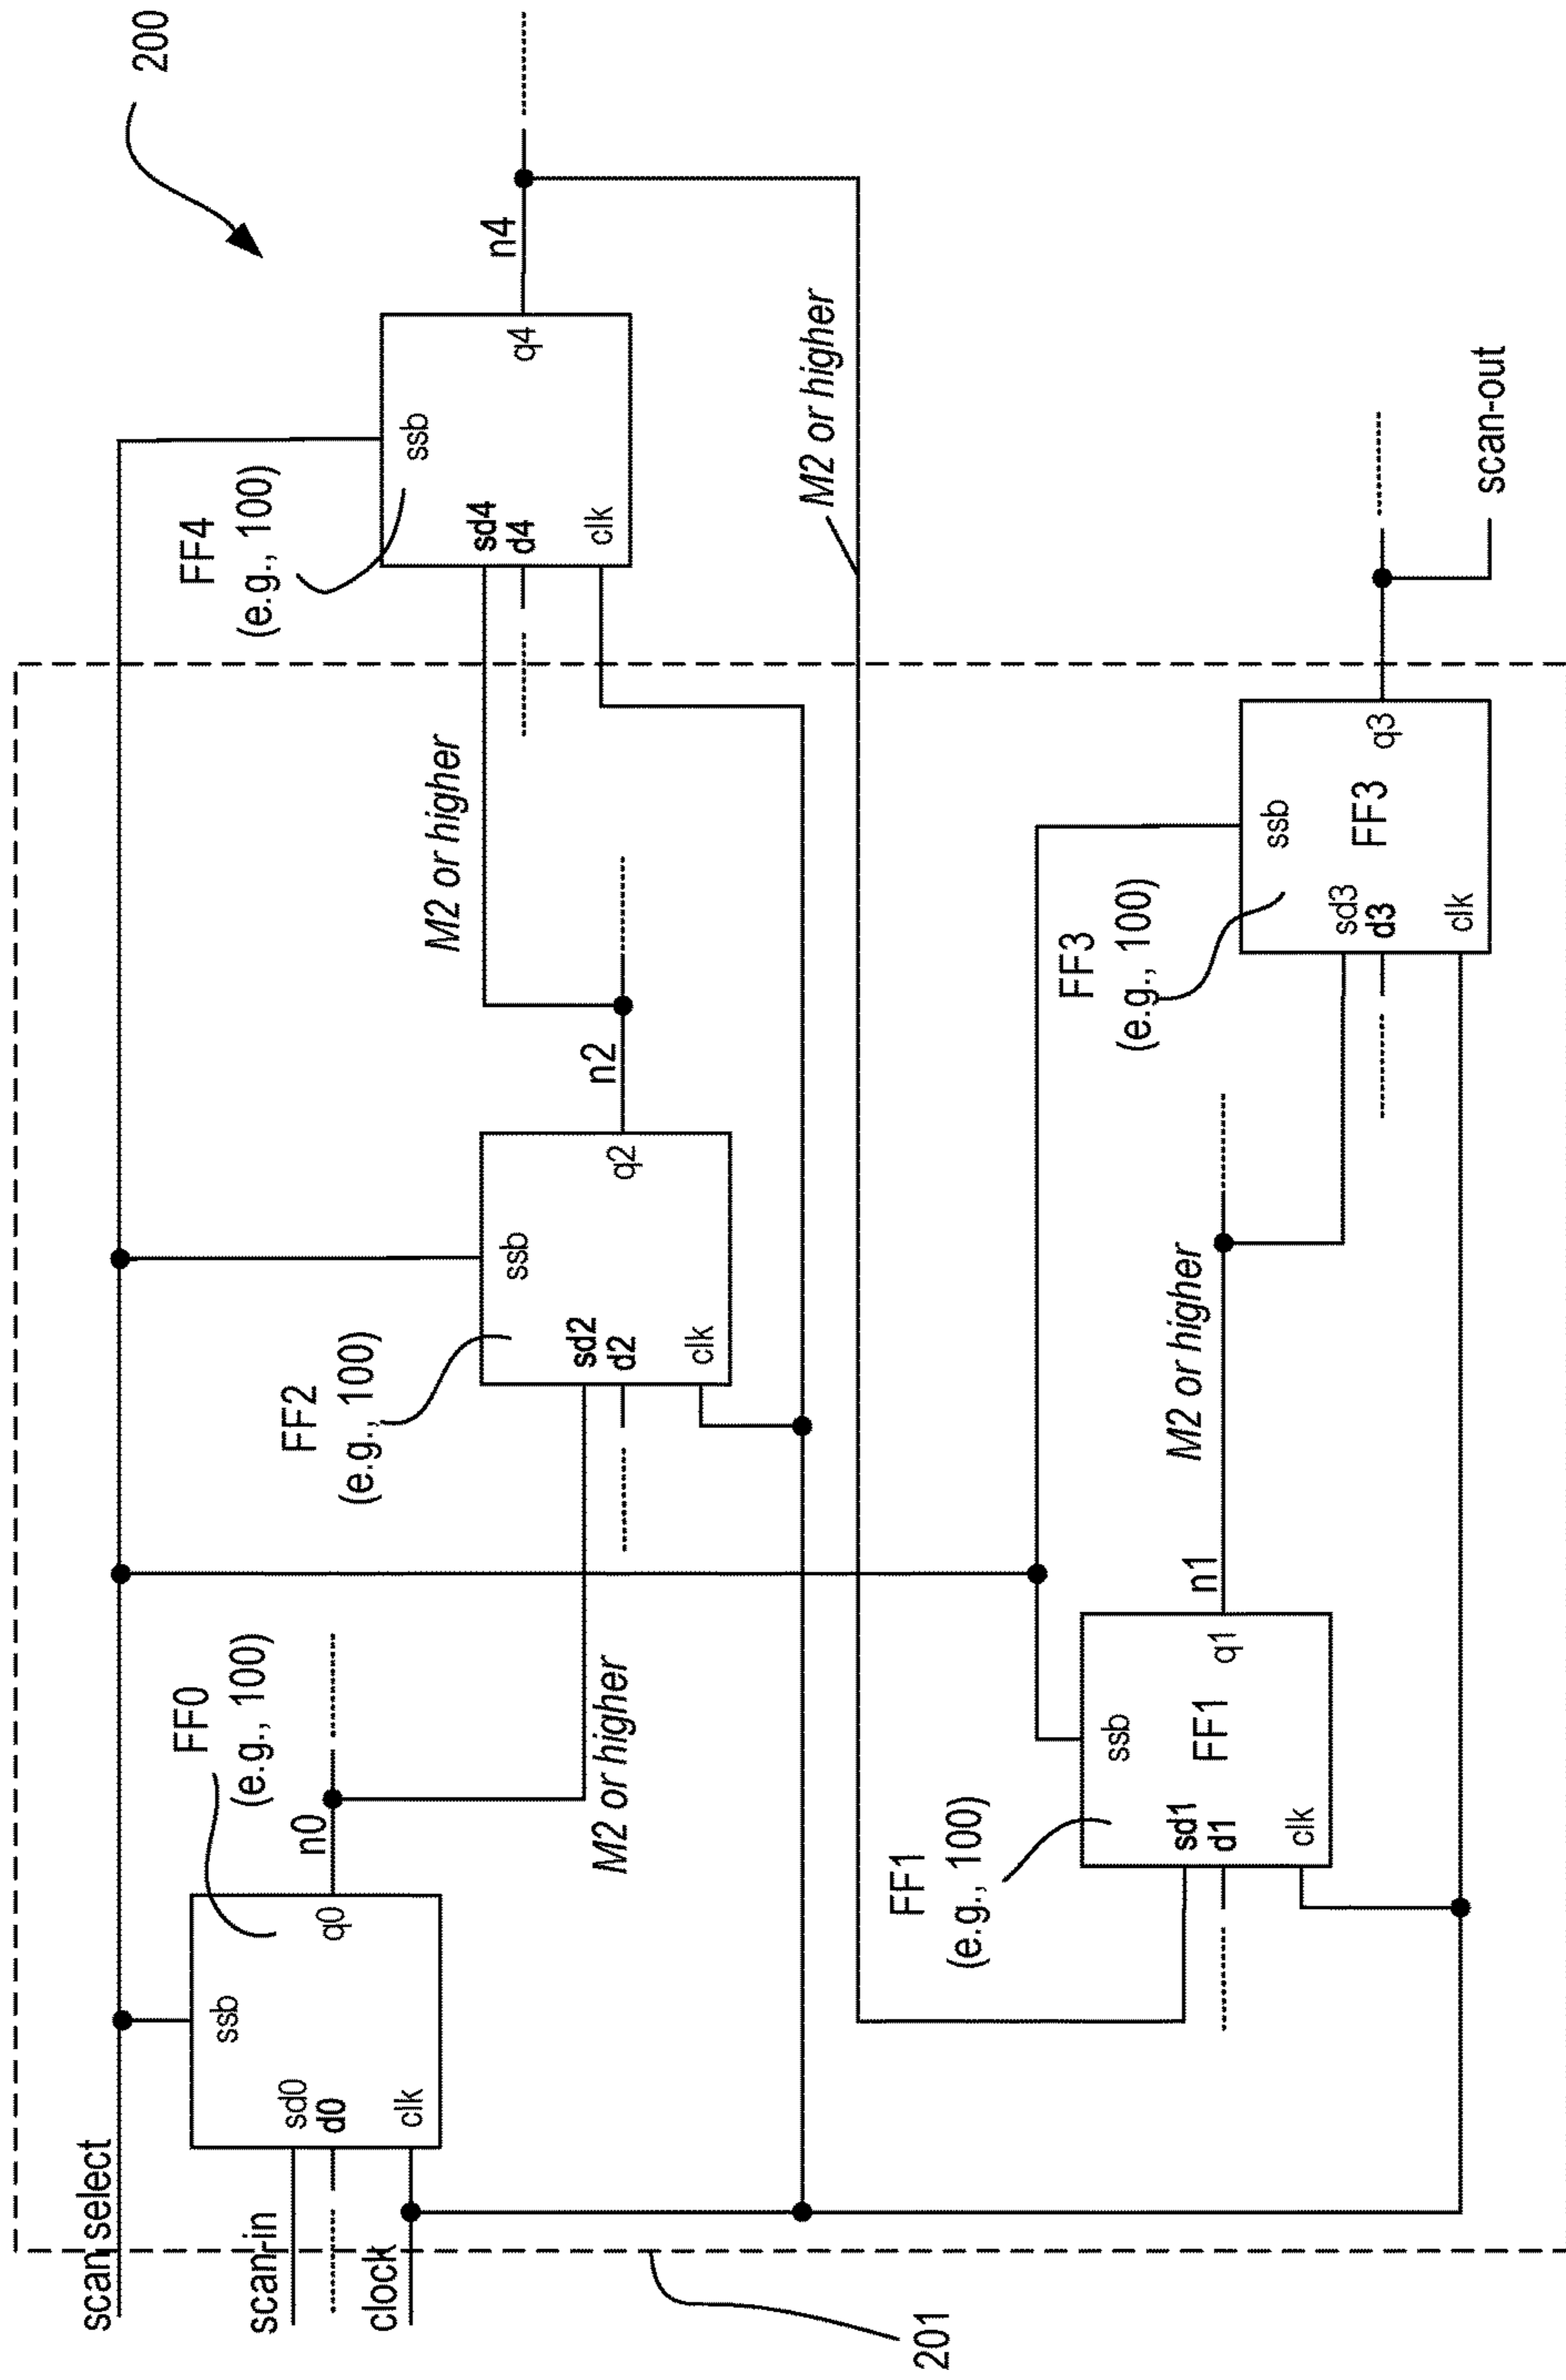 200
scan select
scan-in
clock
201
FF0
(e.g., 100)
ssb
sd0
d0
clk
q0
n0
M2 or higher
FF2
(e.g., 100)
ssb
sd2
d2
clk
q2
n2
M2 or higher
FF4
(e.g., 100)
ssb
sd4
d4
clk
q4
n4
M2 or higher
FF1
(e.g., 100)
ssb
sd1
d1
FF1
clk
q1
n1
M2 or higher
FF3
(e.g., 100)
ssb
sd3
d3
FF3
clk
q3
scan-out